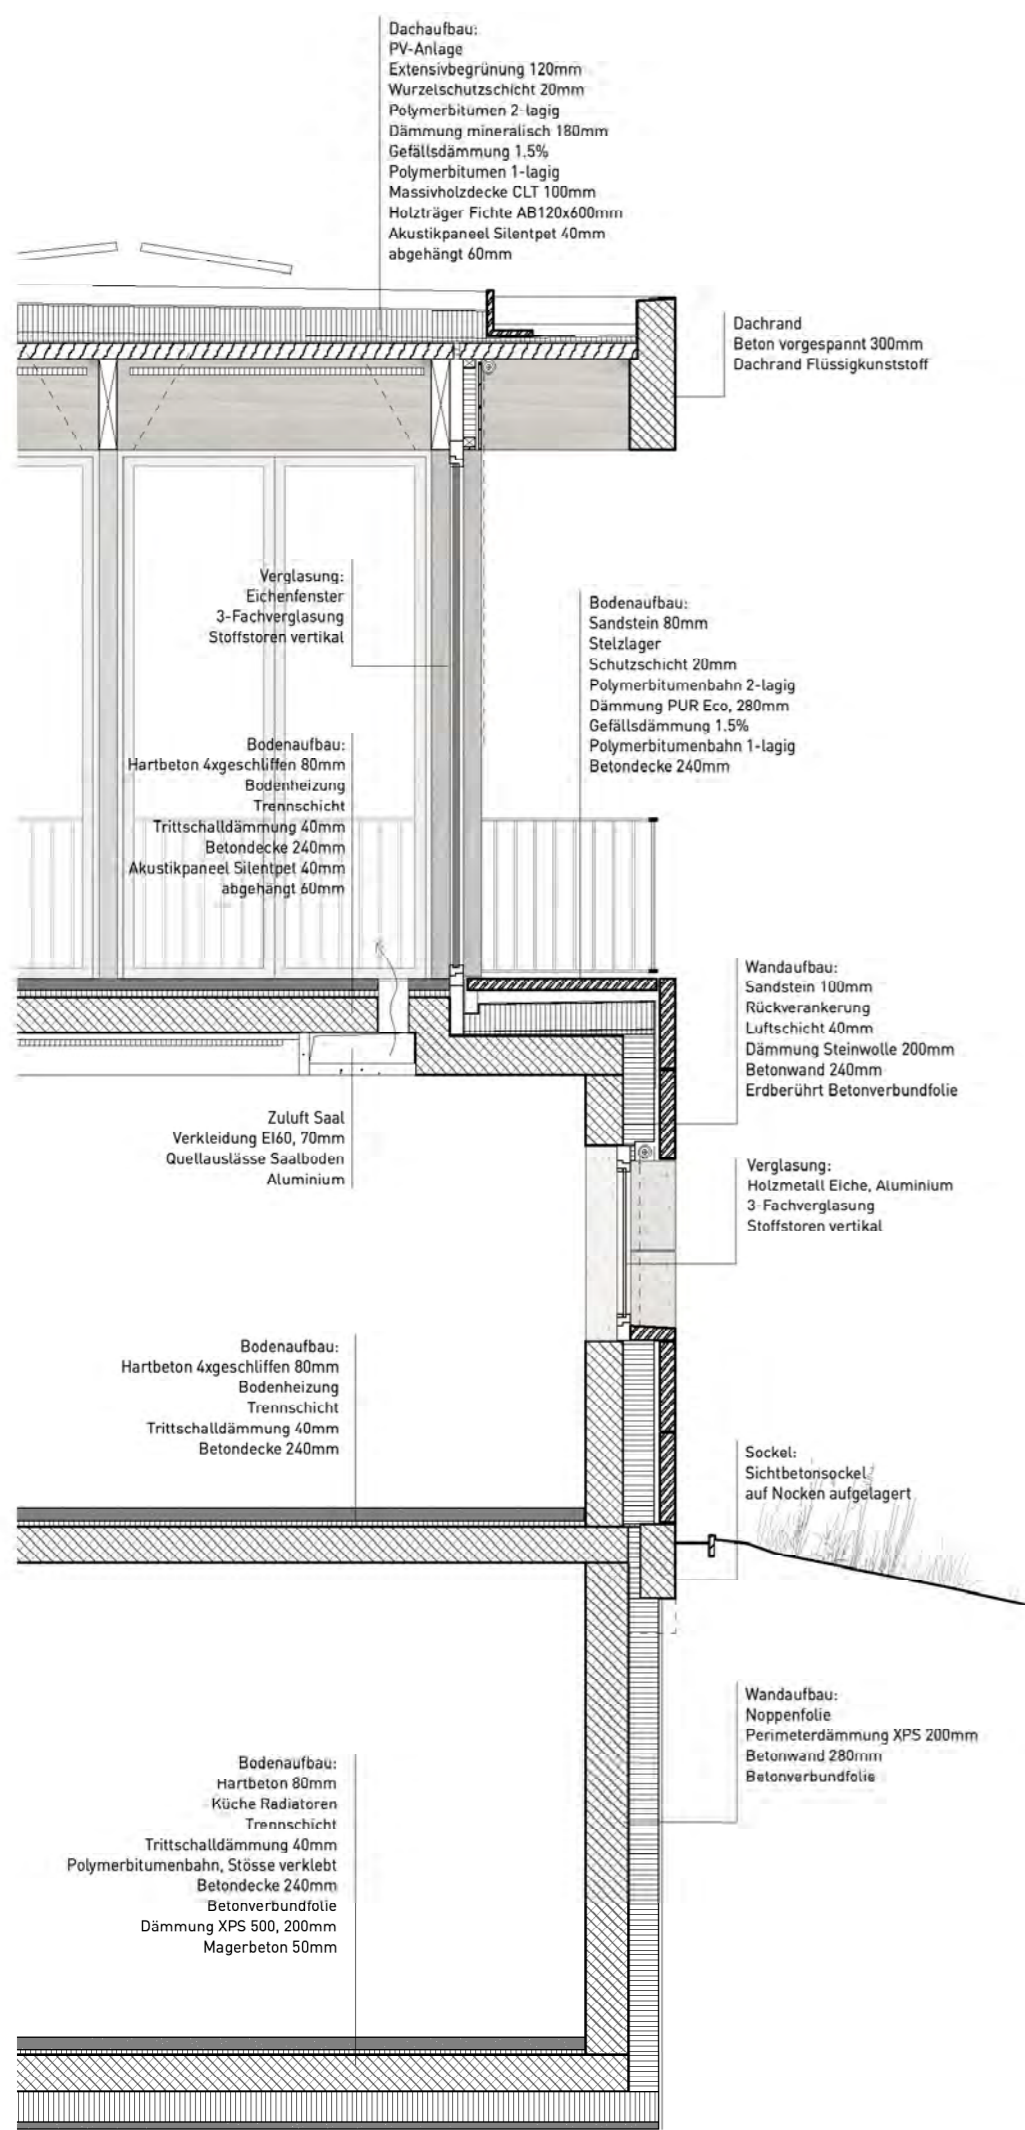 Dachaufbau:
PV-Anlage
Extensivbegrünung 120mm
Wurzelschutzschicht 20mm
Polymerbitumen 2-lagig
Dämmung mineralisch 180mm
Gefällsdämmung 1.5%
Polymerbitumen 1-lagig
Massivholzdecke CLT 100mm
Holzträger Fichte AB120x600mm
Akustikpaneel Silentpet 40mm
abgehängt 60mm
Dachrand
Beton vorgespannt 300mm
Dachrand Flüssigkunststoff
Verglasung:
Eichenfenster
3-Fachverglasung
Stoffstoren vertikal
Bodenaufbau:
Sandstein 80mm
Stelzlager
Schutzschicht 20mm
Polymerbitumenbahn 2-lagig
Dämmung PUR Eco, 280mm
Gefällsdämmung 1.5%
Polymerbitumenbahn 1-lagig
Betondecke 240mm
Bodenaufbau:
Hartbeton 4xgeschliffen 80mm
Bodenheizung
Trennschicht
Trittschalldämmung 40mm
Betondecke 240mm
Akustikpaneel Silentpet 40mm
abgehängt 60mm
Wandaufbau:
Sandstein 100mm
Rückverankerung
Luftschicht 40mm
Dämmung Steinwolle 200mm
Betonwand 240mm
Erdberührt Betonverbundfolie
Zuluft Saal
Verkleidung EI60, 70mm
Quellauslässe Saalboden
Aluminium
Verglasung:
Holzmetall Eiche, Aluminium
3-Fachverglasung
Stoffstoren vertikal
Bodenaufbau:
Hartbeton 4xgeschliffen 80mm
Bodenheizung
Trennschicht
Trittschalldämmung 40mm
Betondecke 240mm
Sockel:
Sichtbetonsockel
auf Nocken aufgelagert
Wandaufbau:
Noppenfolie
Perimeterdämmung XPS 200mm
Betonwand 280mm
Betonverbundfolie
Bodenaufbau:
Hartbeton 80mm
Küche Radiatoren
Trennschicht
Trittschalldämmung 40mm
Polymerbitumenbahn, Stösse verklebt
Betondecke 240mm
Betonverbundfolie
Dämmung XPS 500, 200mm
Magerbeton 50mm